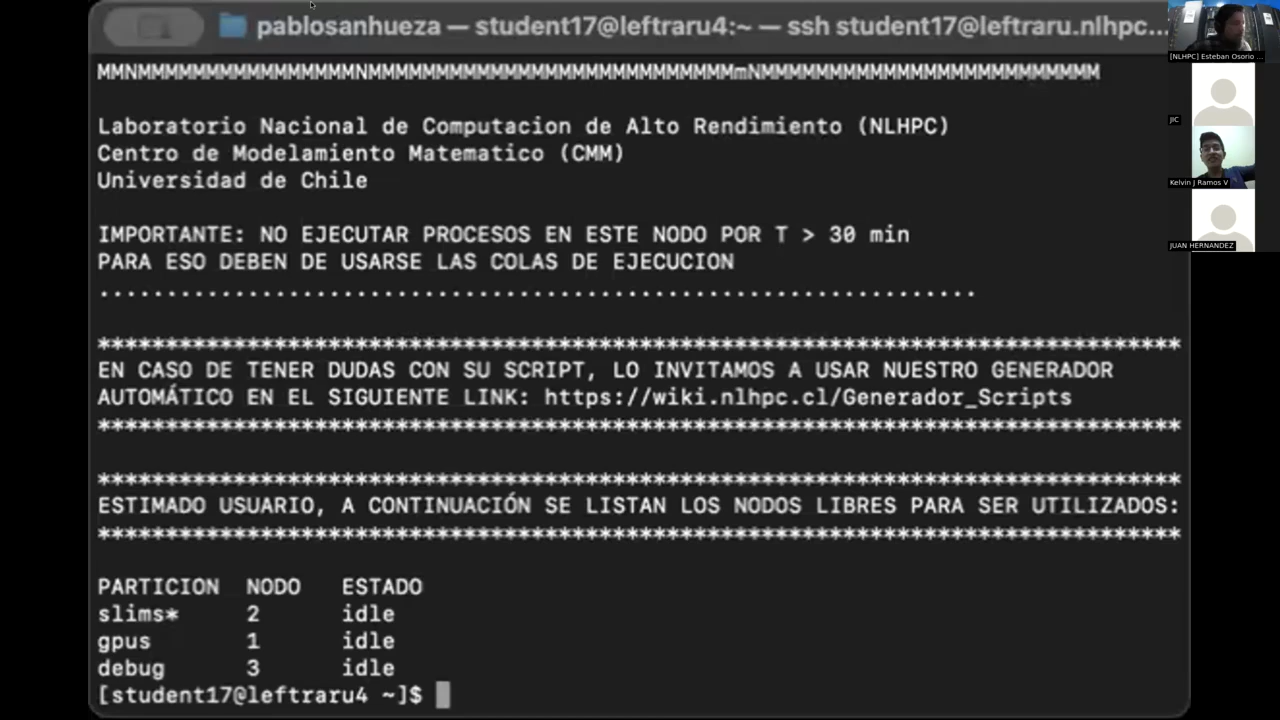 pablosanhueza — student17@leftraru4:~ — ssh student17@leftraru.nlhpc...
Laboratorio Nacional de Computacion de Alto Rendimiento (NLHPC)
Centro de Modelamiento Matematico (CMM)
Universidad de Chile
IMPORTANTE: NO EJECUTAR PROCESOS EN ESTE NODO POR T > 30 min
PARA ESO DEBEN DE USARSE LAS COLAS DE EJECUCION
.................................................................
********************************************************************************
EN CASO DE TENER DUDAS CON SU SCRIPT, LO INVITAMOS A USAR NUESTRO GENERADOR
AUTOMÁTICO EN EL SIGUIENTE LINK: https://wiki.nlhpc.cl/Generador_Scripts
********************************************************************************
********************************************************************************
ESTIMADO USUARIO, A CONTINUACIÓN SE LISTAN LOS NODOS LIBRES PARA SER UTILIZADOS:
********************************************************************************
PARTICION NODO ESTADO
slims* 2 idle
gpus 1 idle
debug 3 idle
[student17@leftraru4 ~]$
[NLHPC] Esteban Osorio ...
JIC
Kelvin J Ramos V
JUAN HERNANDEZ